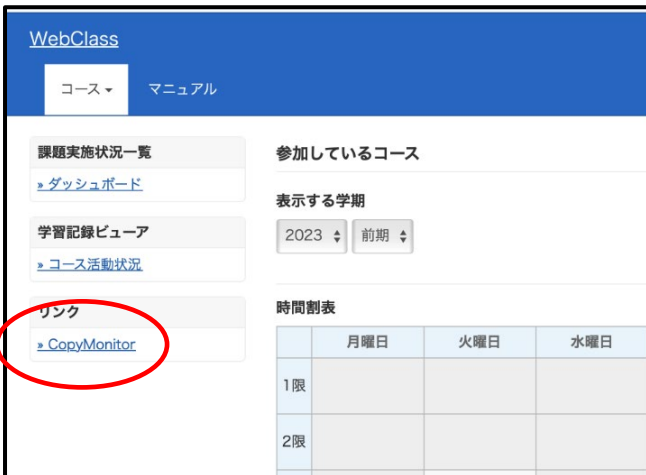 WebClass
コース▾
マニュアル
課題実施状況一覧
» ダッシュボード
学習記録ビューア
» コース活動状況
リンク
» CopyMonitor
参加しているコース
表示する学期
2023 前期
時間割表
月曜日 火曜日 水曜日
1限
2限